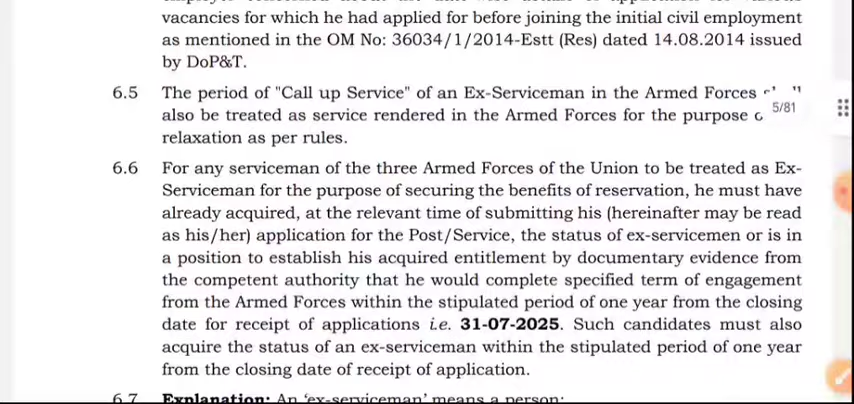 vacancies for which he had applied for before joining the initial civil employment
as mentioned in the OM No: 36034/1/2014-Estt (Res) dated 14.08.2014 issued
by DoP&T.
6.5 The period of "Call up Service" of an Ex-Serviceman in the Armed Forces
also be treated as service rendered in the Armed Forces for the purpose
5/81
relaxation as per rules.
6.6 For any serviceman of the three Armed Forces of the Union to be treated as Ex-
Serviceman for the purpose of securing the benefits of reservation, he must have
already acquired, at the relevant time of submitting his (hereinafter may be read
as his/her) application for the Post/Service, the status of ex-servicemen or is in
a position to establish his acquired entitlement by documentary evidence from
the competent authority that he would complete specified term of engagement
from the Armed Forces within the stipulated period of one year from the closing
date for receipt of applications i.e. 31-07-2025. Such candidates must also
acquire the status of an ex-serviceman within the stipulated period of one year
from the closing date of receipt of application.
6.7 Explanation: An 'ex-serviceman' means a person: